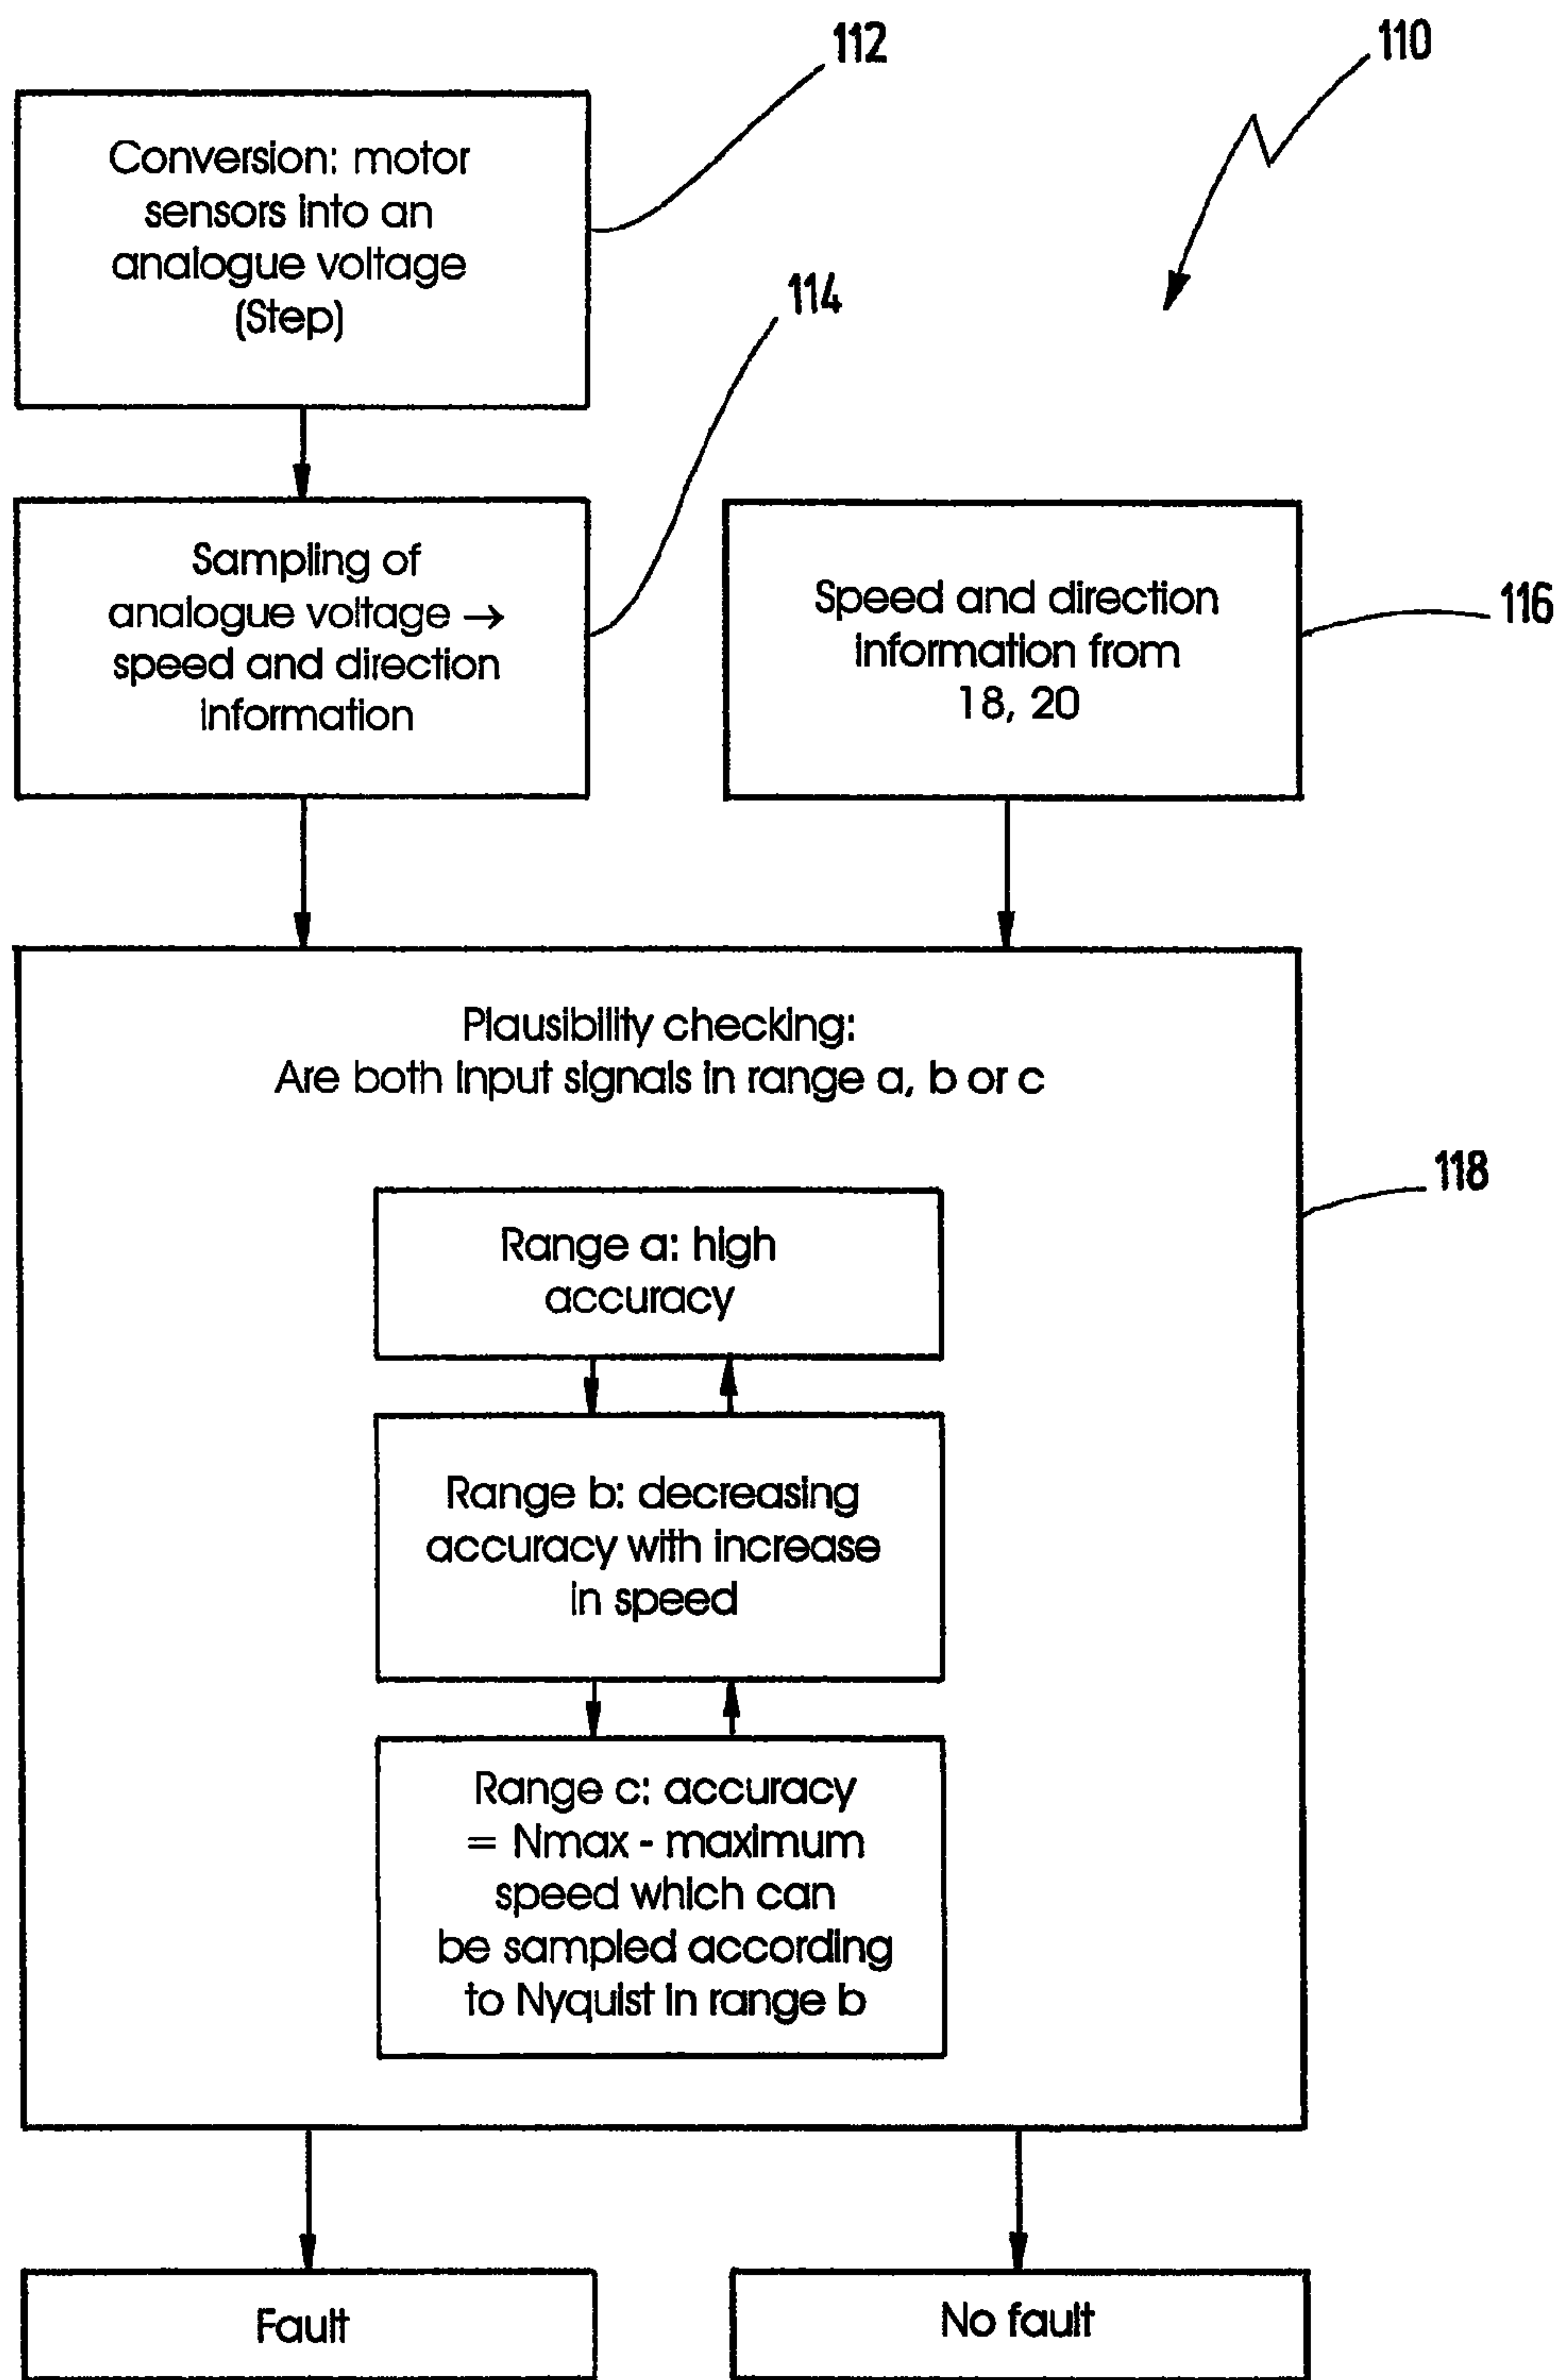 112
110
Conversion: motor
sensors into an
analogue voltage
(Step)
114
Sampling of
analogue voltage →
speed and direction
information
Speed and direction
information from
18, 20
116
Plausibility checking:
Are both input signals in range a, b or c
118
Range a: high
accuracy
Range b: decreasing
accuracy with increase
in speed
Range c: accuracy
= Nmax - maximum
speed which can
be sampled according
to Nyquist in range b
Fault
No fault